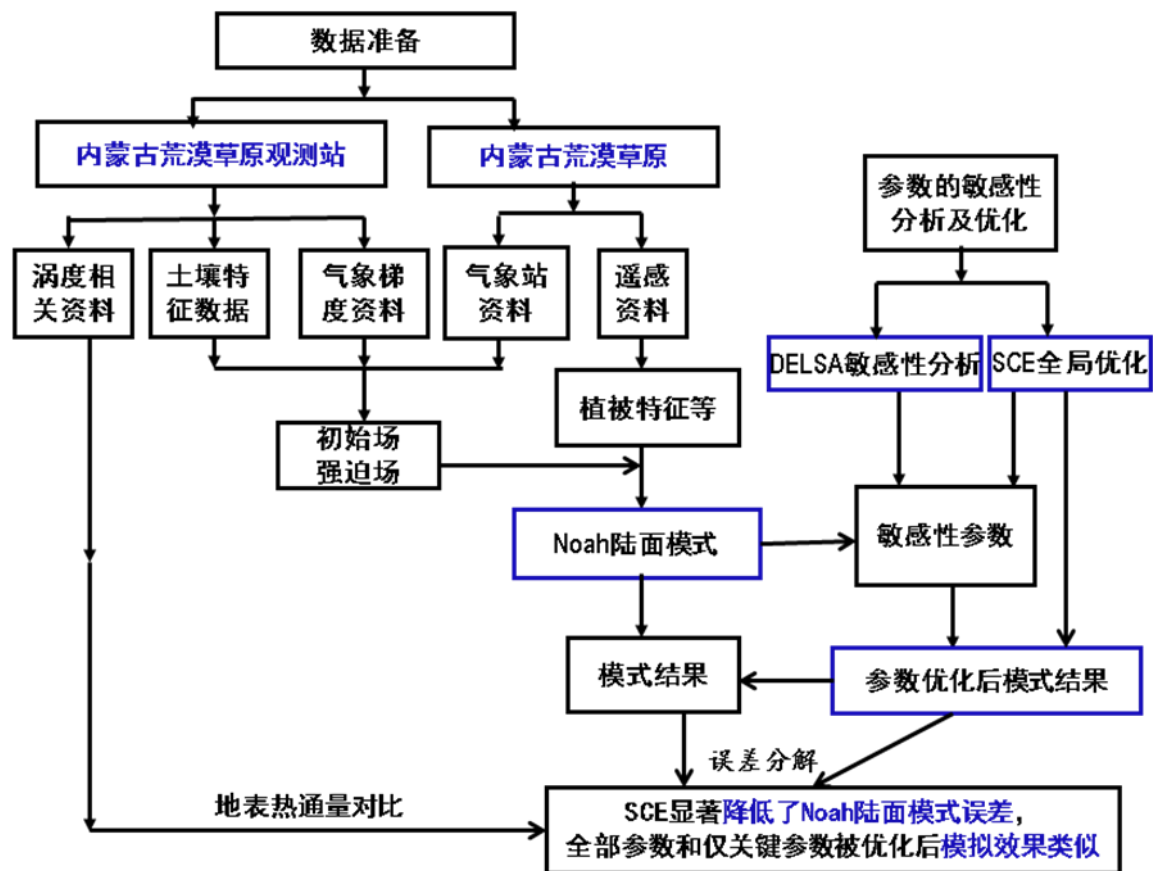 数据准备
内蒙古荒漠草原观测站
内蒙古荒漠草原
参数的敏感性
分析及优化
涡度相
关资料
土壤特
征数据
气象梯
度资料
气象站
资料
遥感
资料
DELSA敏感性分析
SCE全局优化
植被特征等
初始场
强迫场
Noah陆面模式
敏感性参数
模式结果
参数优化后模式结果
误差分解
地表热通量对比
SCE显著降低了Noah陆面模式误差，
全部参数和仅关键参数被优化后模拟效果类似